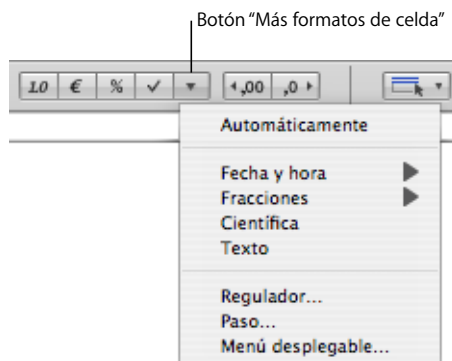 Botón “Más formatos de celda”
1.0 € % ✓ ,00 ,0
Automáticamente
Fecha y hora
Fracciones
Científica
Texto
Regulador...
Paso...
Menú desplegable...